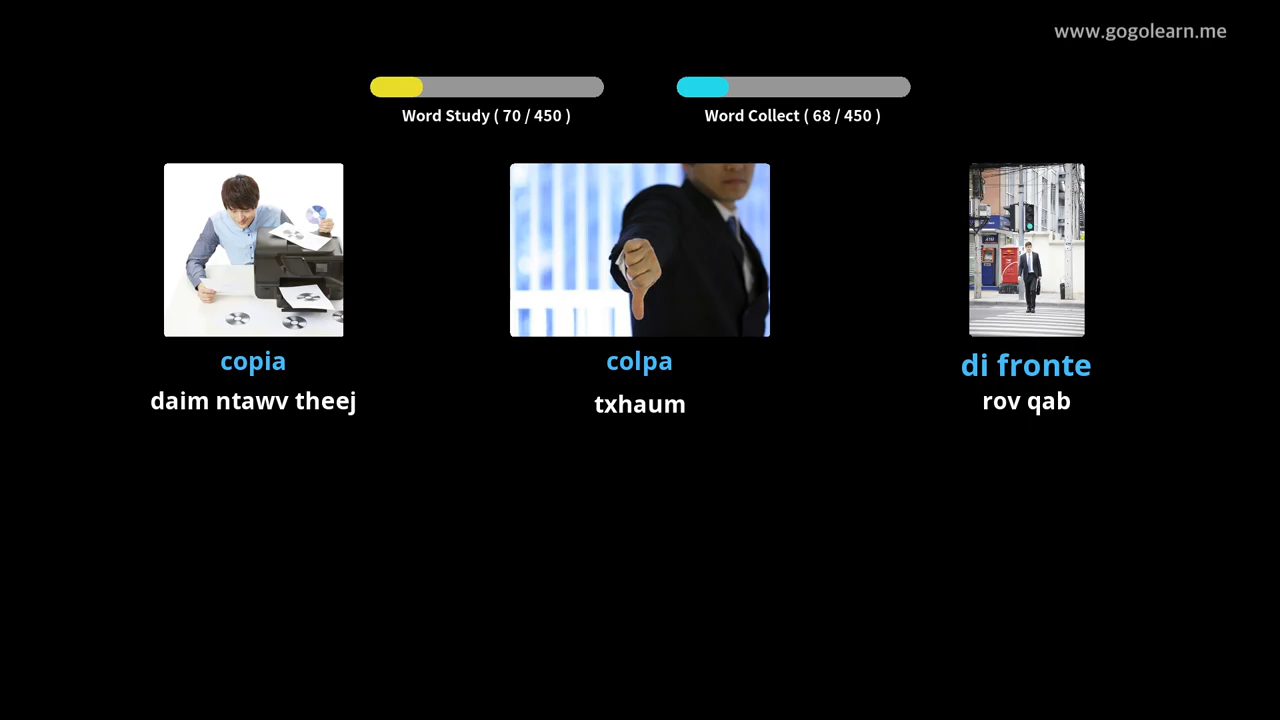 www.gogolearn.me
Word Study ( 70 / 450 )
Word Collect ( 68 / 450 )
copia
daim ntawv theej
colpa
txhaum
di fronte
rov qab